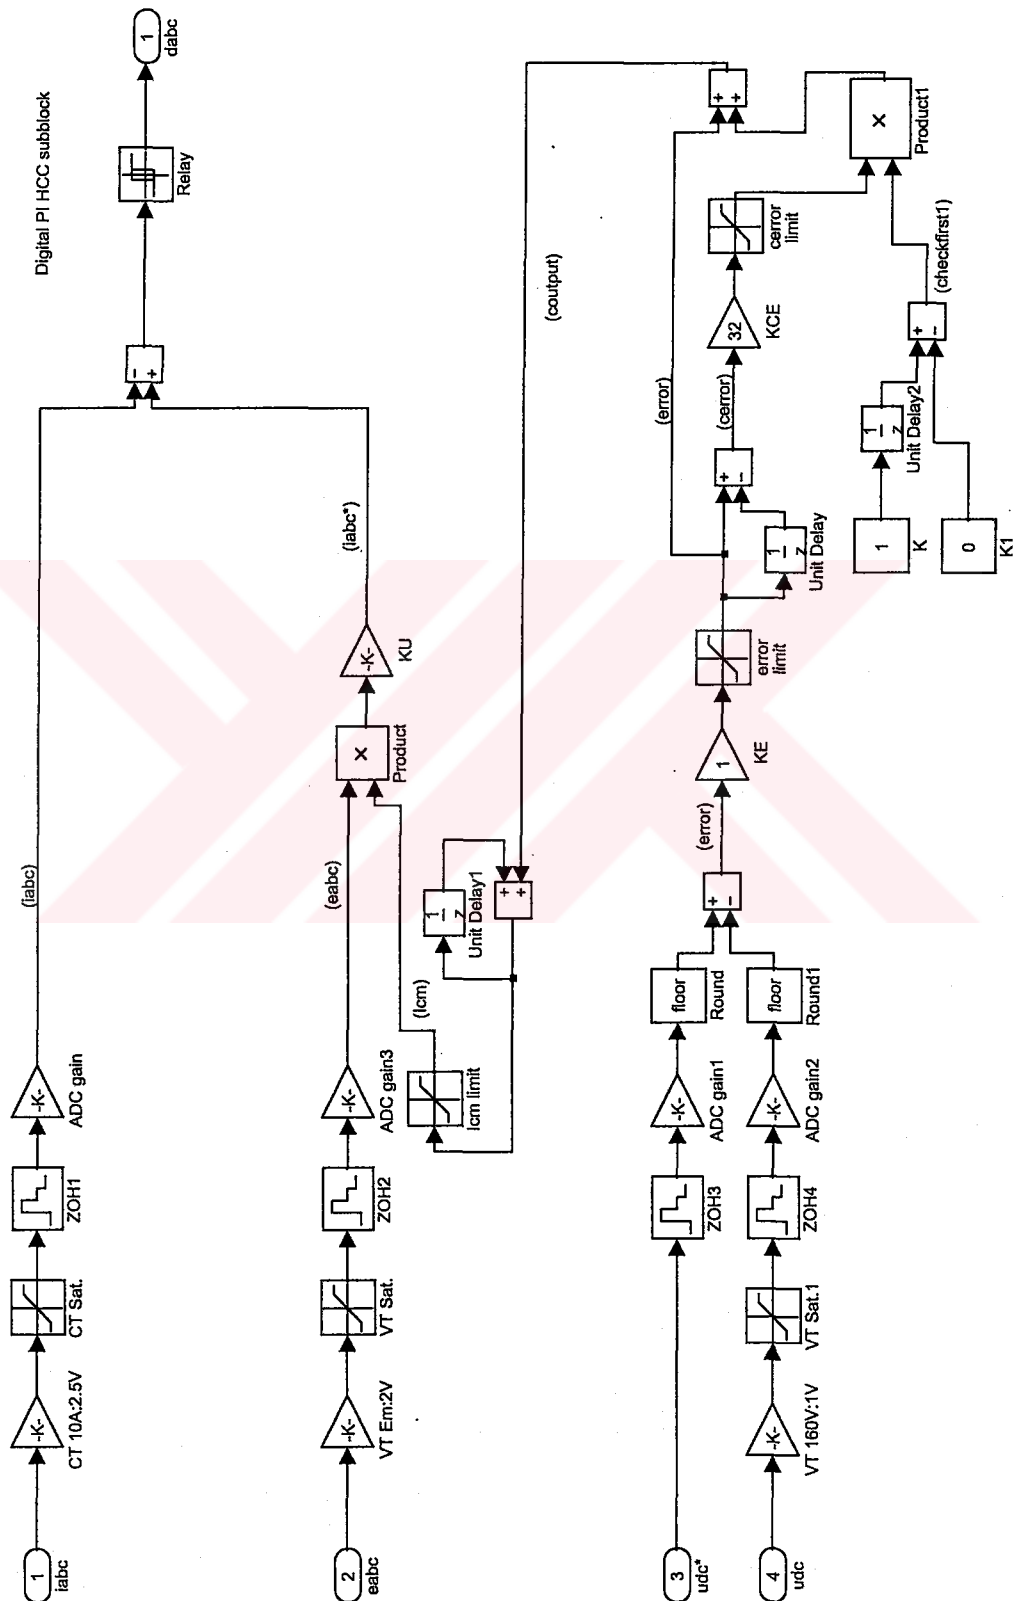 Digital PI HCC subblock
1
iabc
-K-
CT 10A:2.5V
CT Sat.
ZOH1
-K-
ADC gain
(iabc)
-
+
Relay
1
dabc
2
eabc
-K-
VT Em:2V
VT Sat.
ZOH2
-K-
ADC gain3
(eabc)
×
Product
-K-
KU
(iabc*)
Icm limit
(Icm)
1
z
Unit Delay1
+
+
(coutput)
3
udc*
ZOH3
-K-
ADC gain1
floor
Round
4
udc
-K-
VT 160V:1V
VT Sat.1
ZOH4
-K-
ADC gain2
floor
Round1
+
-
(error)
1
KE
error
limit
1
z
Unit Delay
+
-
(error)
(cerror)
32
KCE
cerror
limit
+
+
1
K
1
z
Unit Delay2
0
K1
+
-
(checkfirst1)
×
Product1